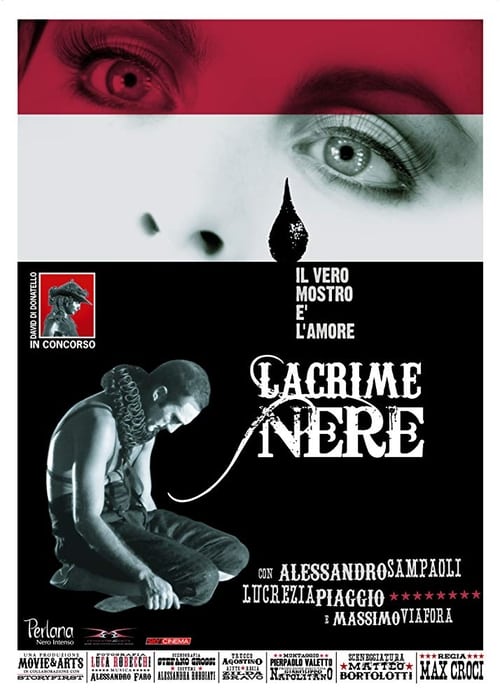 IL VERO
MOSTRO
E'
L'AMORE
DAVID DI DONATELLO
IN CONCORSO
LACRIME
NERE
CON ALESSANDRO SAMPAOLI
LUCREZIA PIAGGIO
E MASSIMO VIAFORA
Perlana
Nero Intenso
CINEMA
UNA PRODUZIONE
MOVIE&ARTS
IN COLLABORAZIONE CON
STORYFIRST
FOTOGRAFIA
LUCA ROBECCHI
MUSICA
ALESSANDRO FARO
SCENOGRAFIA
STEFANO GROSSI
COSTUMI
ALESSANDRA ROBBIATI
TRUCCO
AGOSTINO
MONTAGGIO
PIERPAOLO VALETTO
NAPOLITANO
SCENEGGIATURA
MATTEO
BORTOLOTTI
REGIA
MAX CROCI